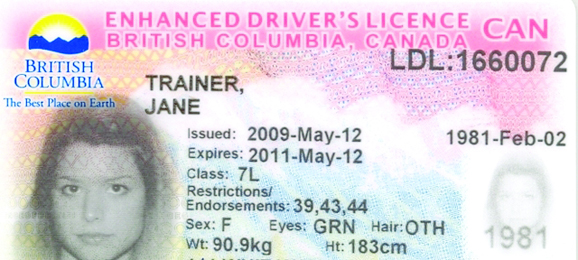 ENHANCED DRIVER'S LICENCE CAN
BRITISH COLUMBIA, CANADA
LDL:1660072
BRITISH
COLUMBIA
The Best Place on Earth
TRAINER,
JANE
Issued: 2009-May-12 1981-Feb-02
Expires: 2011-May-12
Class: 7L
Restrictions/
Endorsements: 39,43,44
Sex: F Eyes: GRN Hair:OTH
Wt: 90.9kg Ht: 183cm
1981